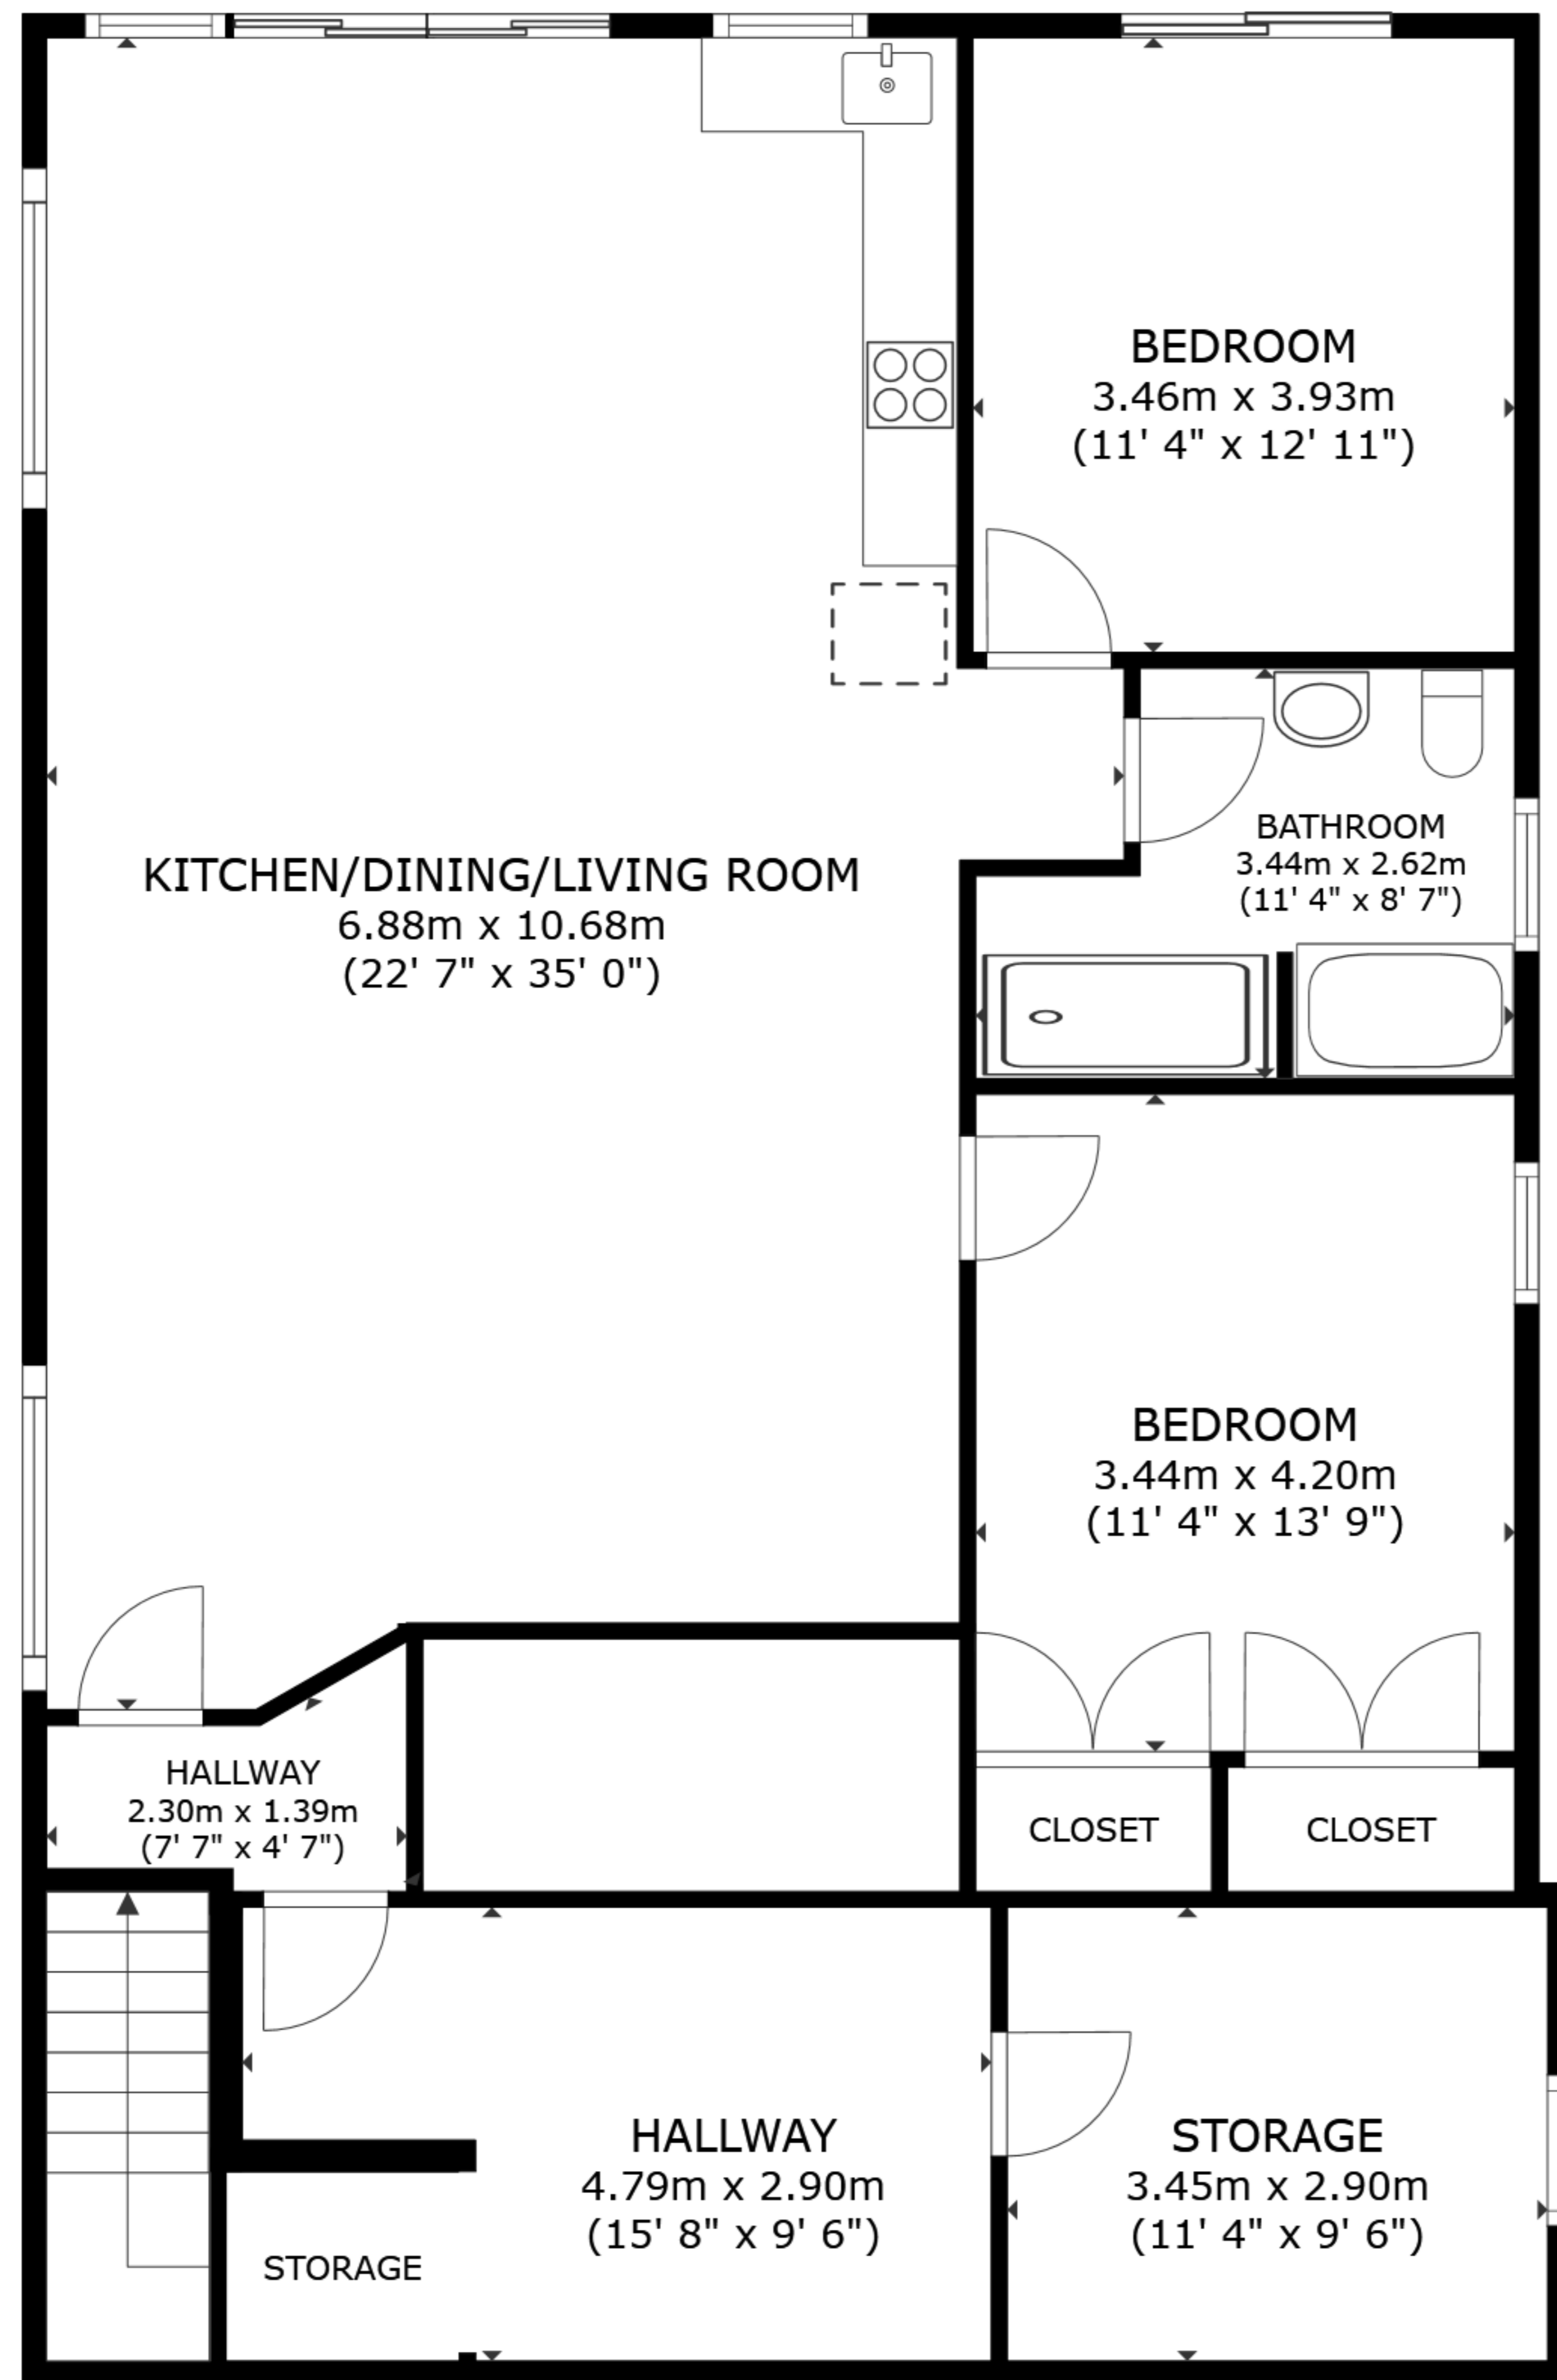 BEDROOM
3.46m x 3.93m
(11' 4" x 12' 11")
BATHROOM
3.44m x 2.62m
(11' 4" x 8' 7")
KITCHEN/DINING/LIVING ROOM
6.88m x 10.68m
(22' 7" x 35' 0")
BEDROOM
3.44m x 4.20m
(11' 4" x 13' 9")
HALLWAY
2.30m x 1.39m
(7' 7" x 4' 7")
CLOSET
CLOSET
HALLWAY
4.79m x 2.90m
(15' 8" x 9' 6")
STORAGE
3.45m x 2.90m
(11' 4" x 9' 6")
STORAGE